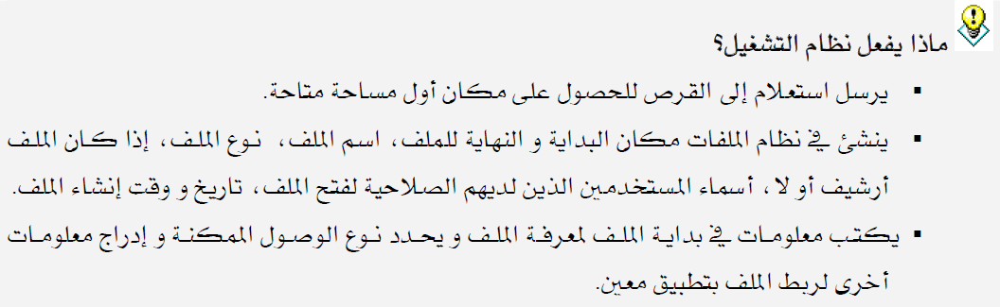 ماذا يفعل نظام التشغيل؟
▪ يرسل استعلام إلى القرص للحصول على مكان أول مساحة متاحة.
▪ ينشئ في نظام الملفات مكان البداية و النهاية للملف، اسم الملف، نوع الملف، إذا كان الملف
أرشيف أو لا، أسماء المستخدمين الذين لديهم الصلاحية لفتح الملف، تاريخ و وقت إنشاء الملف.
▪ يكتب معلومات في بداية الملف لمعرفة الملف و يحدد نوع الوصول الممكنة و إدراج معلومات
أخرى لربط الملف بتطبيق معين.